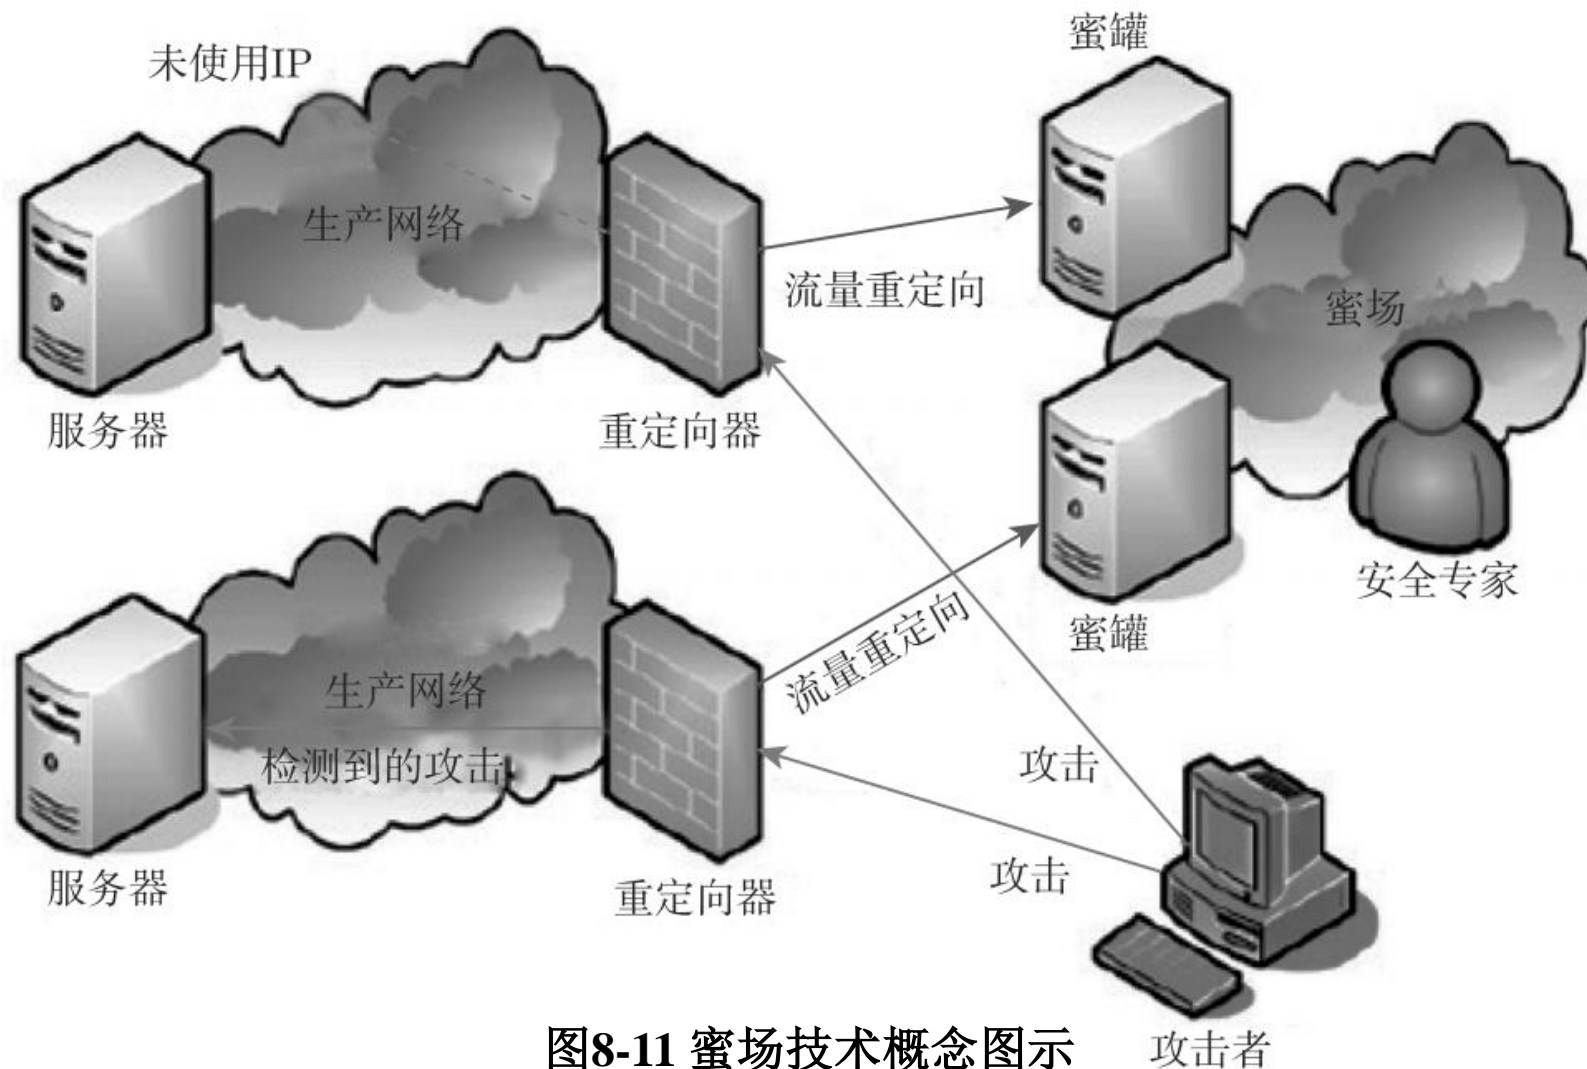 蜜罐
未使用IP
生产网络
流量重定向
蜜场
服务器
重定向器
安全专家
蜜罐
流量重定向
生产网络
检测到的攻击
攻击
攻击
服务器
重定向器
图8-11 蜜场技术概念图示
攻击者